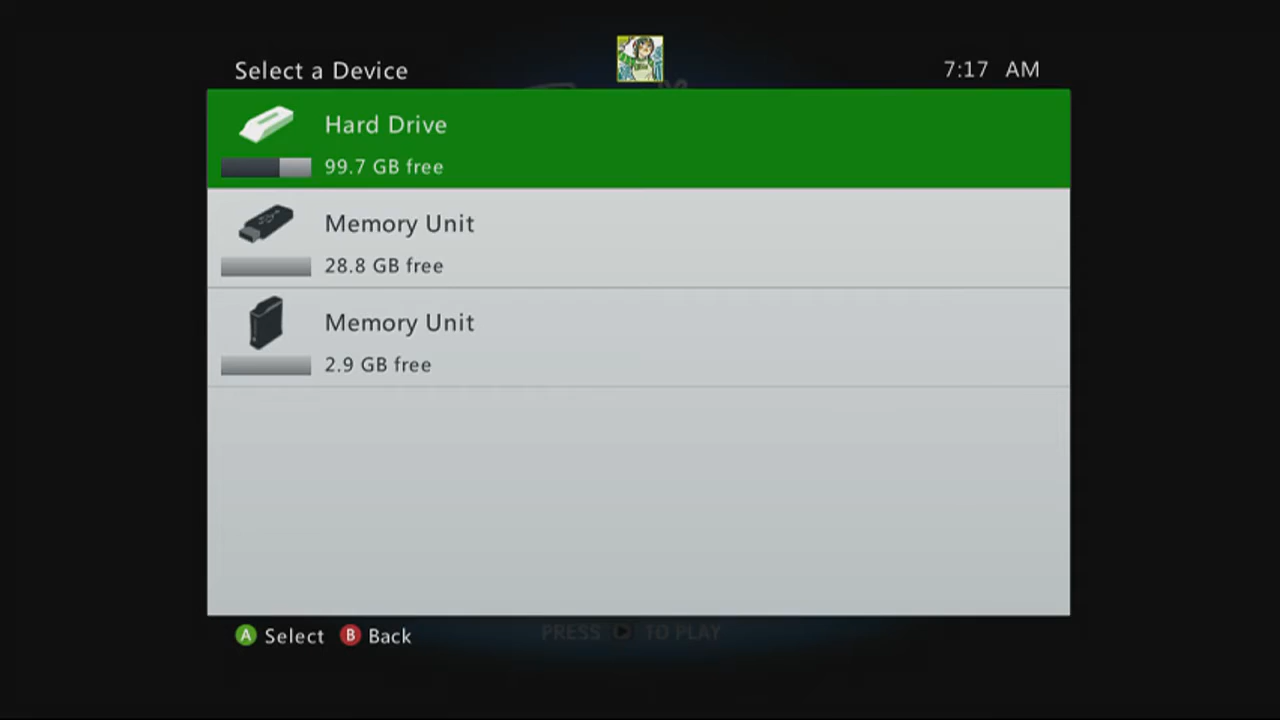 Select a Device
7:17 AM
Hard Drive
99.7 GB free
Memory Unit
28.8 GB free
Memory Unit
2.9 GB free
A Select B Back
PRESS TO PLAY